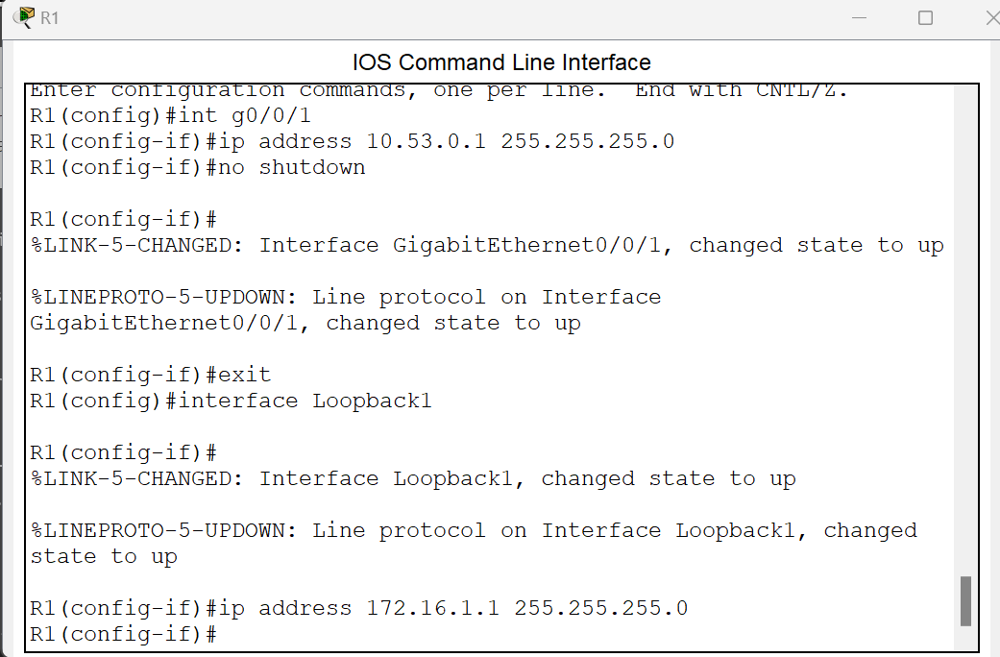 R1
IOS Command Line Interface
Enter configuration commands, one per line.  End with CNTL/Z.
R1(config)#int g0/0/1
R1(config-if)#ip address 10.53.0.1 255.255.255.0
R1(config-if)#no shutdown
R1(config-if)#
%LINK-5-CHANGED: Interface GigabitEthernet0/0/1, changed state to up
%LINEPROTO-5-UPDOWN: Line protocol on Interface
GigabitEthernet0/0/1, changed state to up
R1(config-if)#exit
R1(config)#interface Loopback1
R1(config-if)#
%LINK-5-CHANGED: Interface Loopback1, changed state to up
%LINEPROTO-5-UPDOWN: Line protocol on Interface Loopback1, changed
state to up
R1(config-if)#ip address 172.16.1.1 255.255.255.0
R1(config-if)#